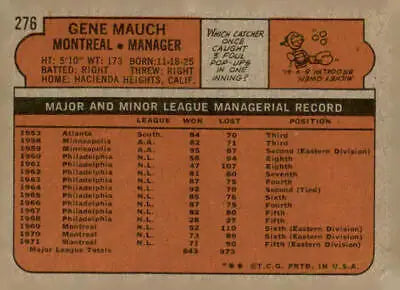 276
GENE MAUCH
MONTREAL • MANAGER
HT: 5'10" WT: 173 BORN: 11-18-25
BATTED: RIGHT THREW: RIGHT
HOME: HACIENDA HEIGHTS, CALIF.
WHICH CATCHER
ONCE
CAUGHT
3 FOUL
POP-UPS
IN ONE
INNING?
MICKEY OWEN
BROOKLYN
MAJOR AND MINOR LEAGUE MANAGERIAL RECORD
LEAGUE WON LOST POSITION
1953 Atlanta South. 84 70 Third
1958 Minneapolis A.A. 82 71 Third
1959 Minneapolis A.A. 95 67 Second (Eastern Division)
1960 Philadelphia N.L. 58 94 Eighth
1961 Philadelphia N.L. 47 107 Eighth
1962 Philadelphia N.L. 81 80 Seventh
1963 Philadelphia N.L. 87 75 Fourth
1964 Philadelphia N.L. 92 70 Second (Tied)
1965 Philadelphia N.L. 85 76 Sixth
1966 Philadelphia N.L. 87 75 Fourth
1967 Philadelphia N.L. 82 80 Fifth
1968 Philadelphia N.L. 28 27 Fifth
1969 Montreal N.L. 52 110 Sixth (Eastern Division)
1970 Montreal N.L. 73 89 Sixth (Eastern Division)
1971 Montreal N.L. 71 90 Fifth (Eastern Division)
Major League Totals 843 973
** © T.C.G. PRTD. IN U.S.A.